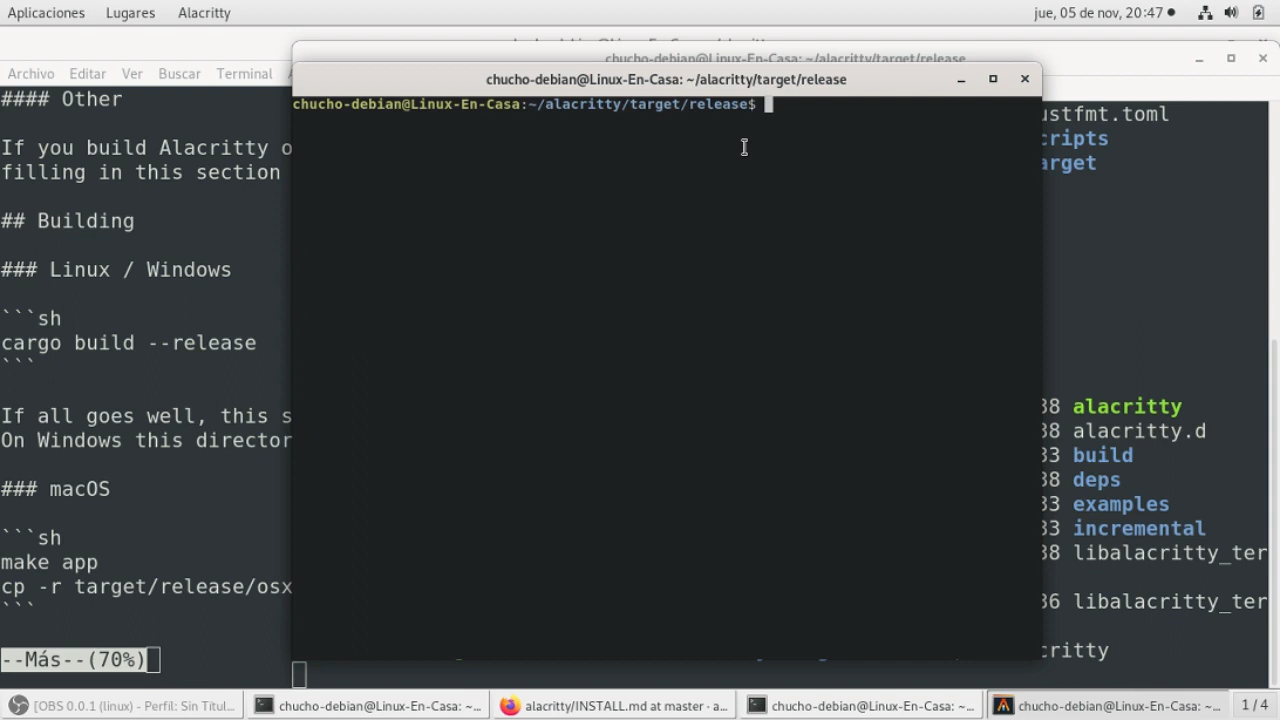 Aplicaciones Lugares Alacritty
jue, 05 de nov, 20:47
chucho-debian@Linux-En-Casa: ~/alacritty/target/release
Archivo Editar Ver Buscar Terminal
chucho-debian@Linux-En-Casa: ~/alacritty/target/release
chucho-debian@Linux-En-Casa:~/alacritty/target/release$
#### Other
If you build Alacritty o
filling in this section
## Building
### Linux / Windows
```sh
cargo build --release
```
If all goes well, this s
On Windows this director
### macOS
```sh
make app
cp -r target/release/osx
```
--Más--(70%)
ustfmt.toml
cripts
arget
38 alacritty
38 alacritty.d
33 build
38 deps
33 examples
33 incremental
38 libalacritty_ter
36 libalacritty_ter
critty
[OBS 0.0.1 (linux) - Perfil: Sin Títul...
chucho-debian@Linux-En-Casa: ~...
alacritty/INSTALL.md at master · a...
chucho-debian@Linux-En-Casa: ~...
chucho-debian@Linux-En-Casa: ~...
1 / 4